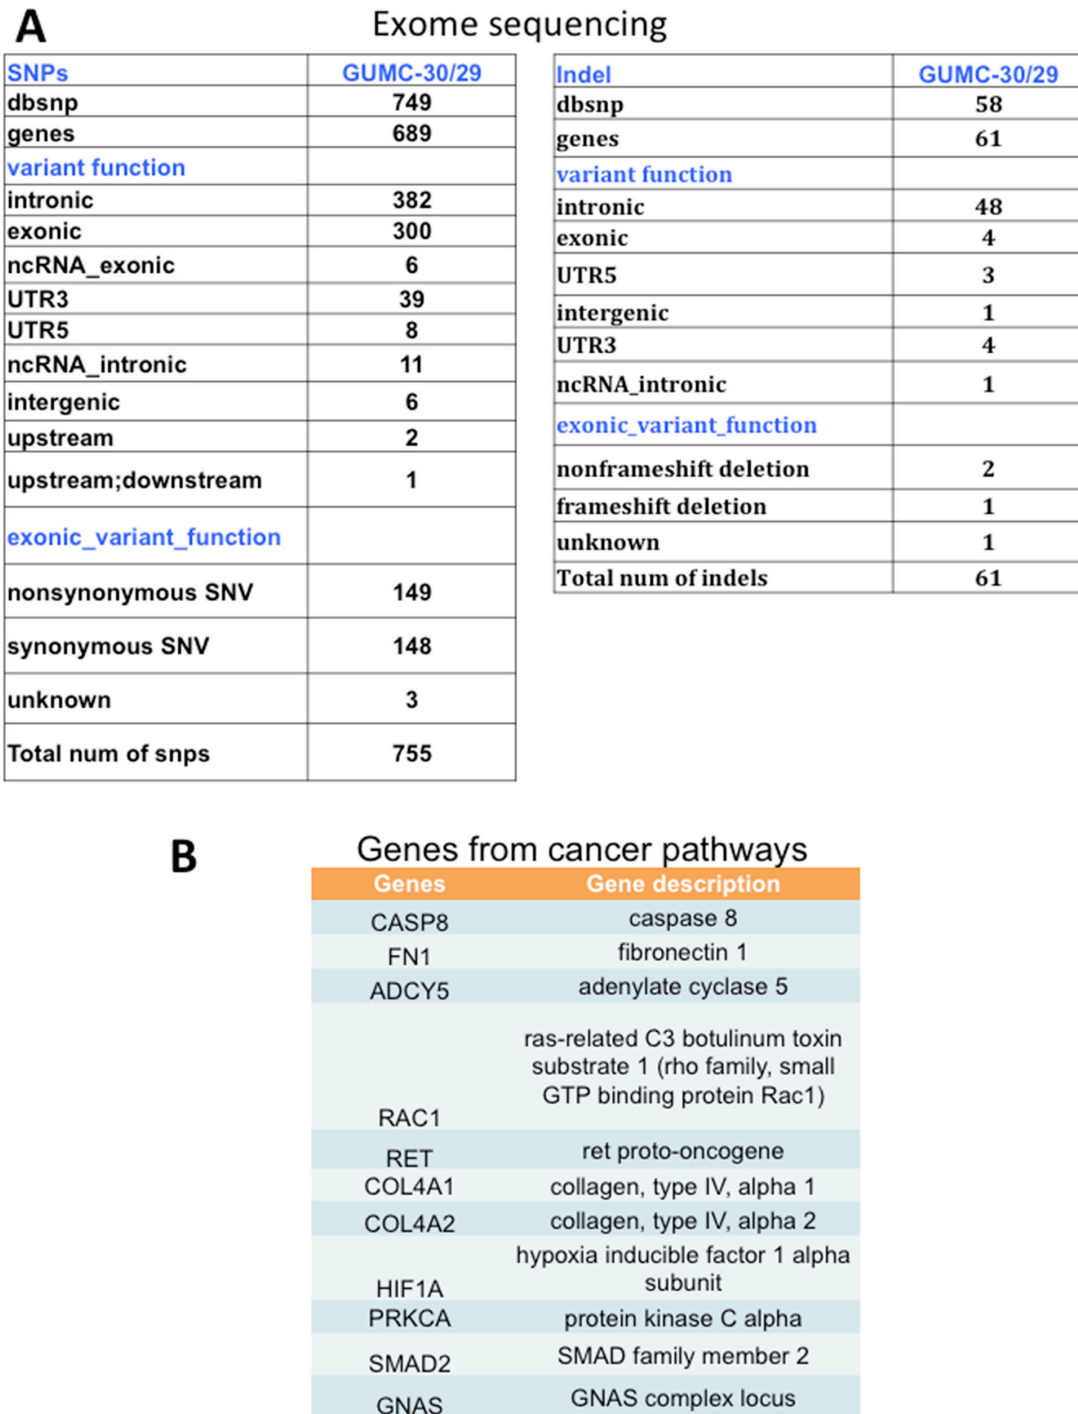 A
Exome sequencing
SNPs GUMC-30/29
dbsnp 749
genes 689
variant function
intronic 382
exonic 300
ncRNA_exonic 6
UTR3 39
UTR5 8
ncRNA_intronic 11
intergenic 6
upstream 2
upstream;downstream 1
exonic_variant_function
nonsynonymous SNV 149
synonymous SNV 148
unknown 3
Total num of snps 755
Indel GUMC-30/29
dbsnp 58
genes 61
variant function
intronic 48
exonic 4
UTR5 3
intergenic 1
UTR3 4
ncRNA_intronic 1
exonic_variant_function
nonframeshift deletion 2
frameshift deletion 1
unknown 1
Total num of indels 61
B
Genes from cancer pathways
Genes Gene description
CASP8 caspase 8
FN1 fibronectin 1
ADCY5 adenylate cyclase 5
ras-related C3 botulinum toxin
substrate 1 (rho family, small
GTP binding protein Rac1)
RAC1
RET ret proto-oncogene
COL4A1 collagen, type IV, alpha 1
COL4A2 collagen, type IV, alpha 2
hypoxia inducible factor 1 alpha
subunit
HIF1A
PRKCA protein kinase C alpha
SMAD2 SMAD family member 2
GNAS GNAS complex locus